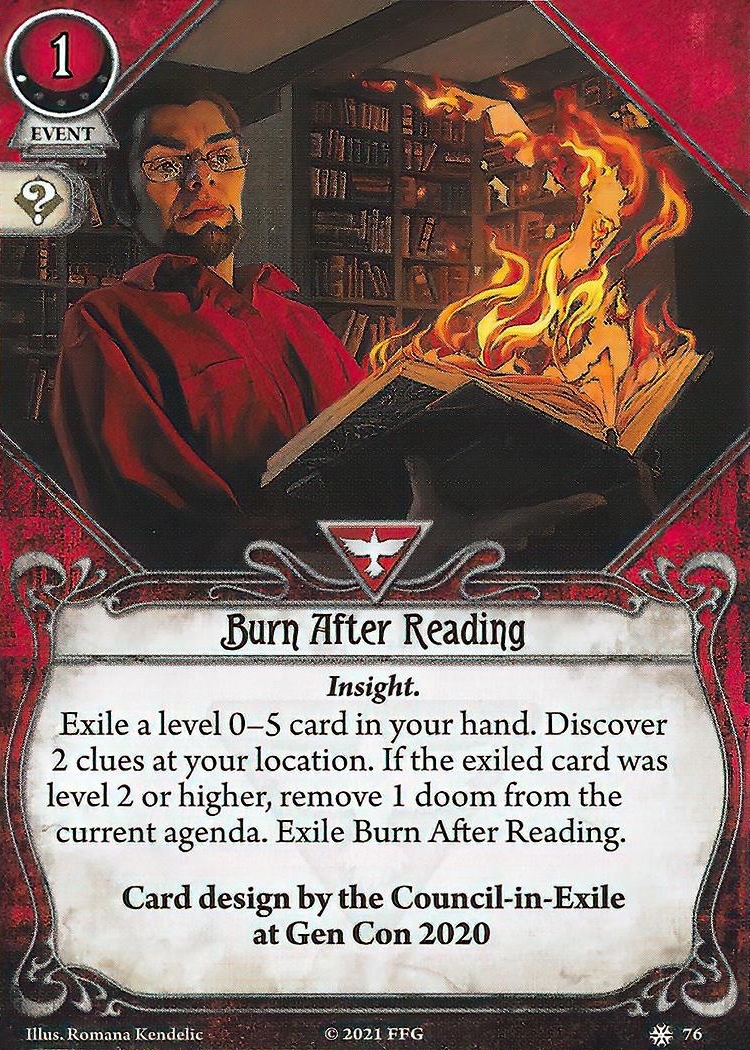 1
EVENT
?
Burn After Reading
Insight.
Exile a level 0–5 card in your hand. Discover
2 clues at your location. If the exiled card was
level 2 or higher, remove 1 doom from the
current agenda. Exile Burn After Reading.
Card design by the Council-in-Exile
at Gen Con 2020
Illus. Romana Kendelic © 2021 FFG 76